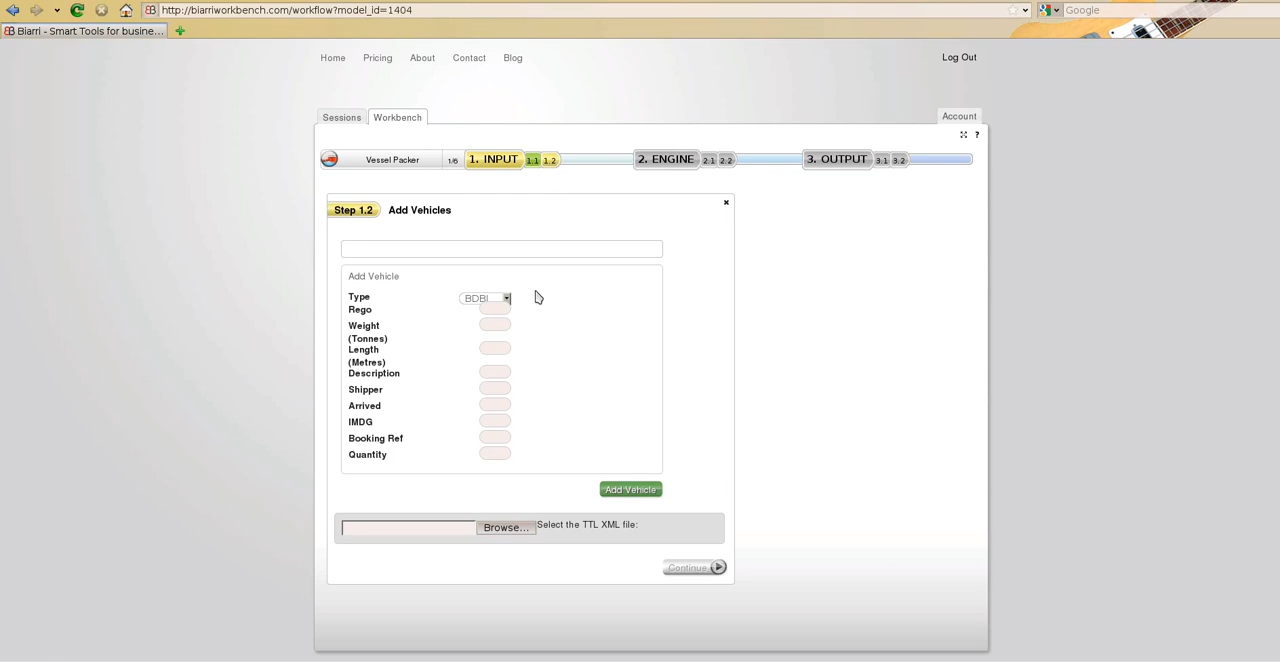 http://biarriworkbench.com/workflow?model_id=1404
Google
Biarri - Smart Tools for busine...
Home Pricing About Contact Blog Log Out
Sessions Workbench Account
?
Vessel Packer 1/6 1. INPUT 1.1 1.2 2. ENGINE 2.1 2.2 3. OUTPUT 3.1 3.2
Step 1.2 Add Vehicles
Add Vehicle
Type BDBL
Rego
Weight
(Tonnes)
Length
(Metres)
Description
Shipper
Arrived
IMDG
Booking Ref
Quantity
Add Vehicle
Browse... Select the TTL XML file:
Continue